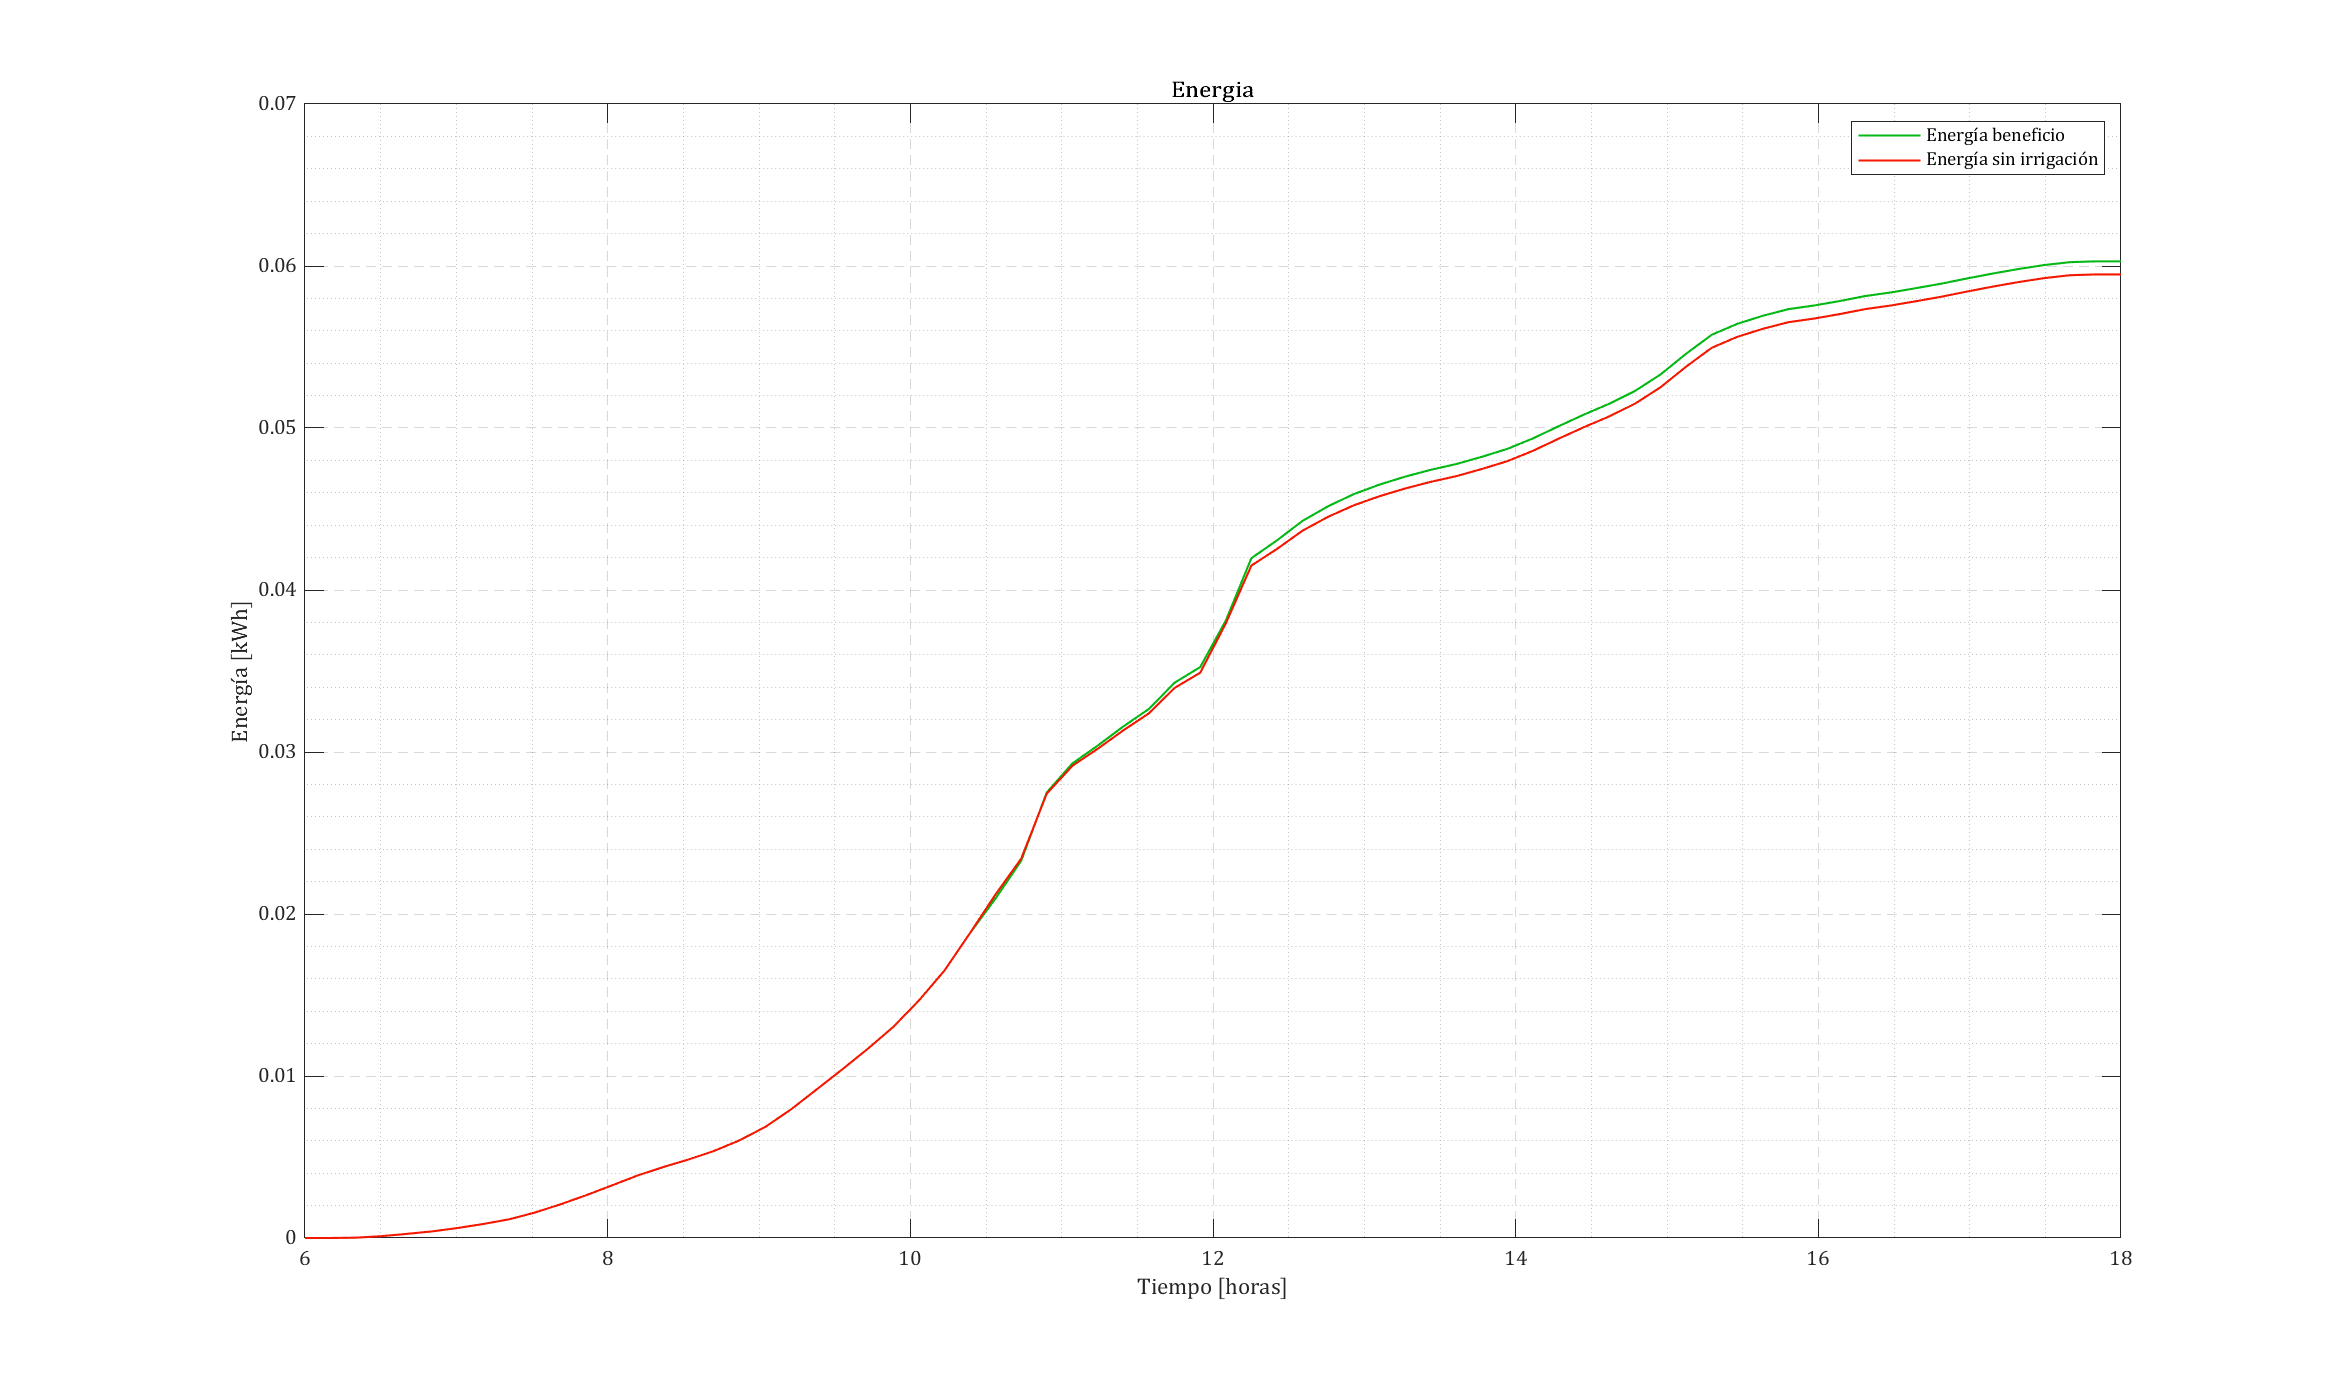 Energia
0.07
0.06
0.05
0.04
0.03
0.02
0.01
0
Energía [kWh]
6 8 10 12 14 16 18
Tiempo [horas]
Energía beneficio
Energía sin irrigación